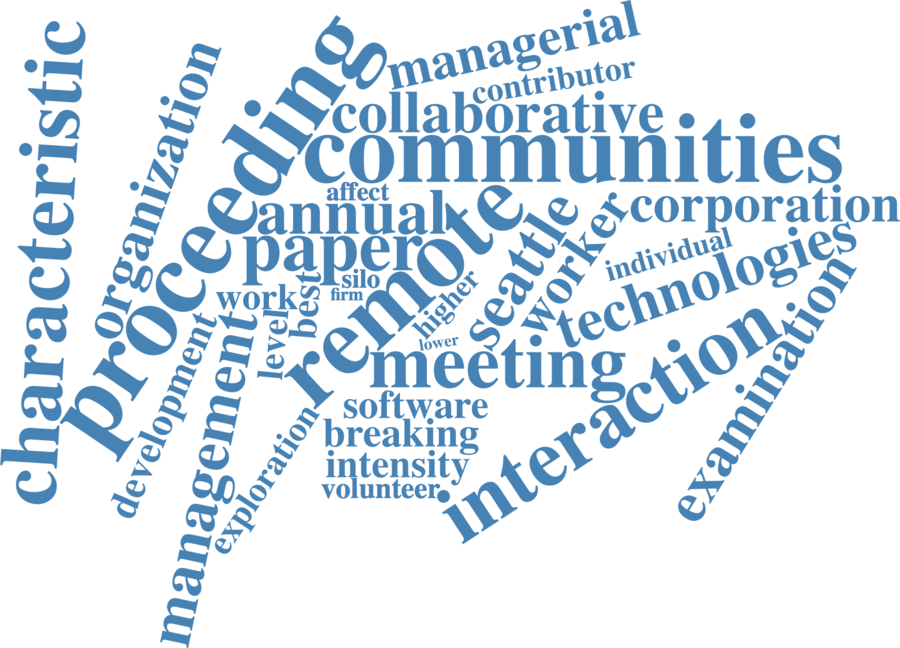 managerial
contributor
collaborative
communities
characteristic
organization
proceeding
affect
annual
paper
remote
seattle
worker
corporation
individual
technologies
silo
firm
work
best
level
higher
lower
meeting
interaction
examination
development
management
exploration
software
breaking
intensity
volunteer